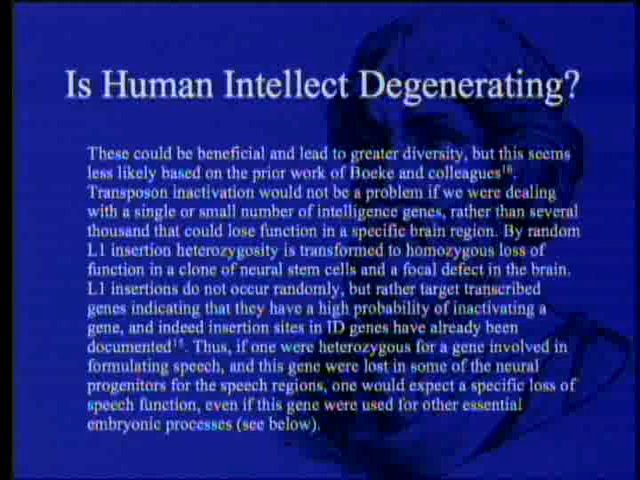 Is Human Intellect Degenerating?
These could be beneficial and lead to greater diversity, but this seems
less likely based on the prior work of Boeke and colleagues¹⁶.
Transposon inactivation would not be a problem if we were dealing
with a single or small number of intelligence genes, rather than several
thousand that could lose function in a specific brain region. By random
L1 insertion heterozygosity is transformed to homozygous loss of
function in a clone of neural stem cells and a focal defect in the brain.
L1 insertions do not occur randomly, but rather target transcribed
genes indicating that they have a high probability of inactivating a
gene, and indeed insertion sites in ID genes have already been
documented. Thus, if one were heterozygous for a gene involved in
formulating speech, and this gene were lost in some of the neural
progenitors for the speech regions, one would expect a specific loss of
speech function, even if this gene were used for other essential
embryonic processes (see below).